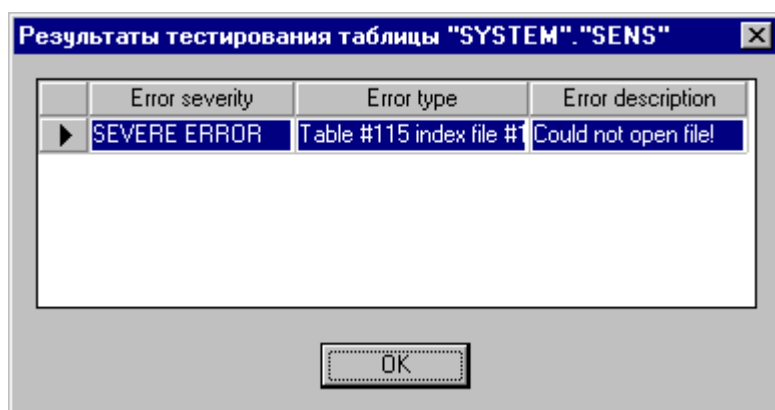 Результаты тестирования таблицы "SYSTEM"."SENS"
Error severity Error type Error description
SEVERE ERROR Table #115 index file #1 Could not open file!
OK